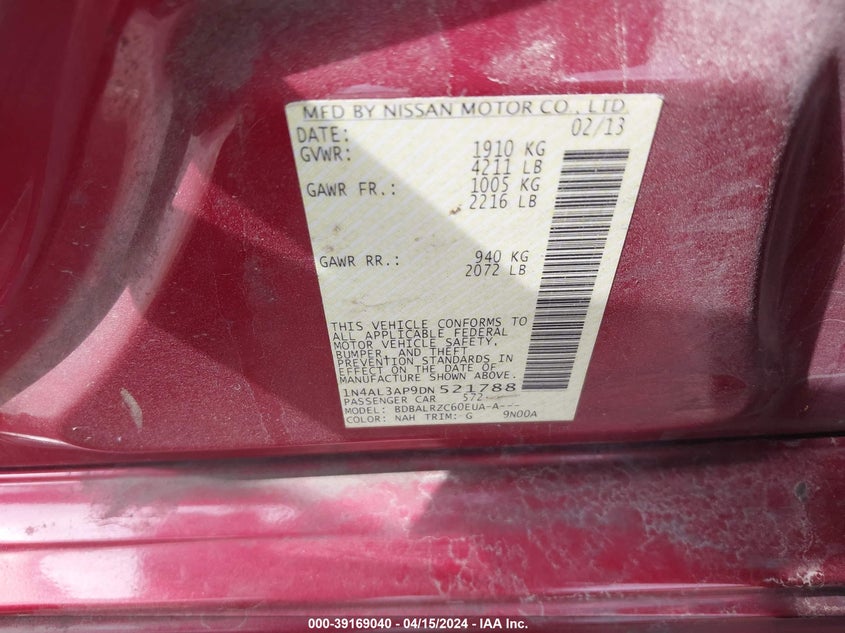 MFD BY NISSAN MOTOR CO., LTD.
DATE: 02/13
GVWR: 1910 KG
4211 LB
GAWR FR.: 1005 KG
2216 LB
GAWR RR.: 940 KG
2072 LB
THIS VEHICLE CONFORMS TO
ALL APPLICABLE FEDERAL
MOTOR VEHICLE SAFETY,
BUMPER, AND THEFT
PREVENTION STANDARDS IN
EFFECT ON THE DATE OF
MANUFACTURE SHOWN ABOVE.
1N4AL3AP9DN521788
PASSENGER CAR 572
MODEL: BDBALRZC60EUA-A---
COLOR: NAH TRIM: G 9N00A
000-39169040 - 04/15/2024 - IAA Inc.